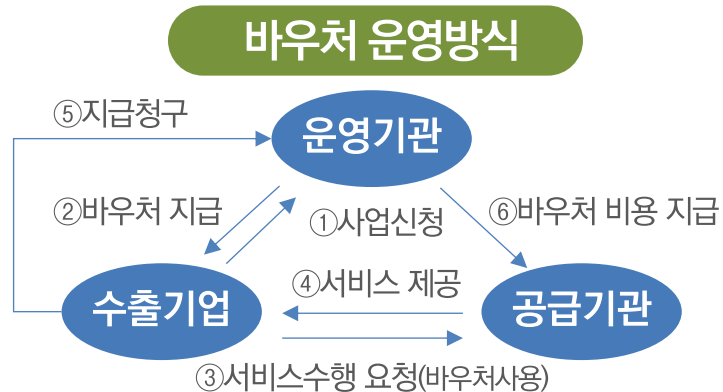 바우처 운영방식
⑤지급청구
운영기관
②바우처 지급
①사업신청
⑥바우처 비용 지급
④서비스 제공
수출기업
공급기관
③서비스수행 요청(바우처사용)